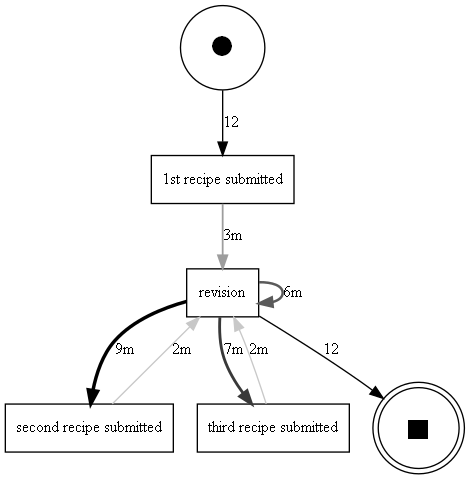 12
1st recipe submitted
3m
revision
6m
9m
2m
7m
2m
12
second recipe submitted
third recipe submitted